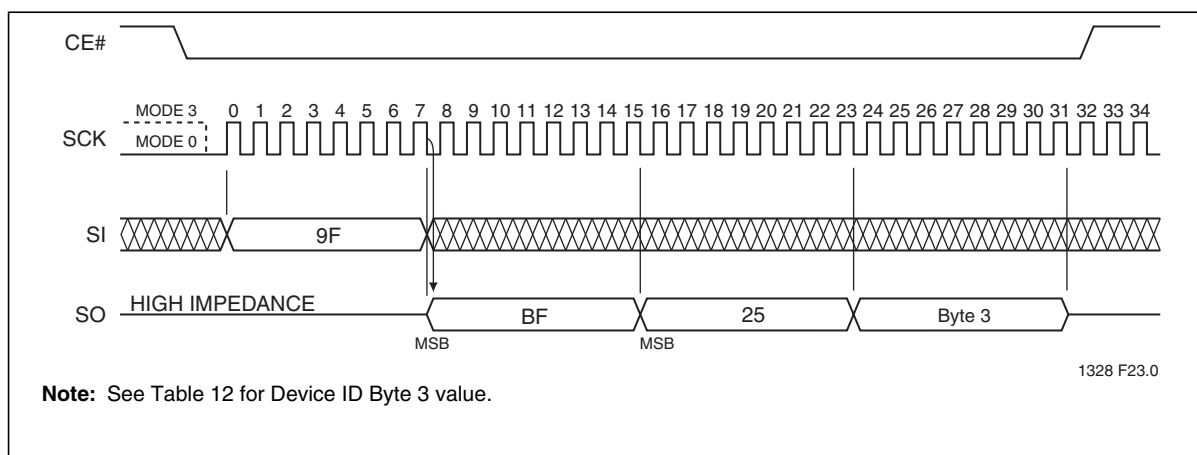 CE#
MODE 3
0 1 2 3 4 5 6 7 8 9 10 11 12 13 14 15 16 17 18 19 20 21 22 23 24 25 26 27 28 29 30 31 32 33 34
SCK
MODE 0
SI
9F
SO
HIGH IMPEDANCE
BF
25
Byte 3
MSB
MSB
1328 F23.0
Note: See Table 12 for Device ID Byte 3 value.